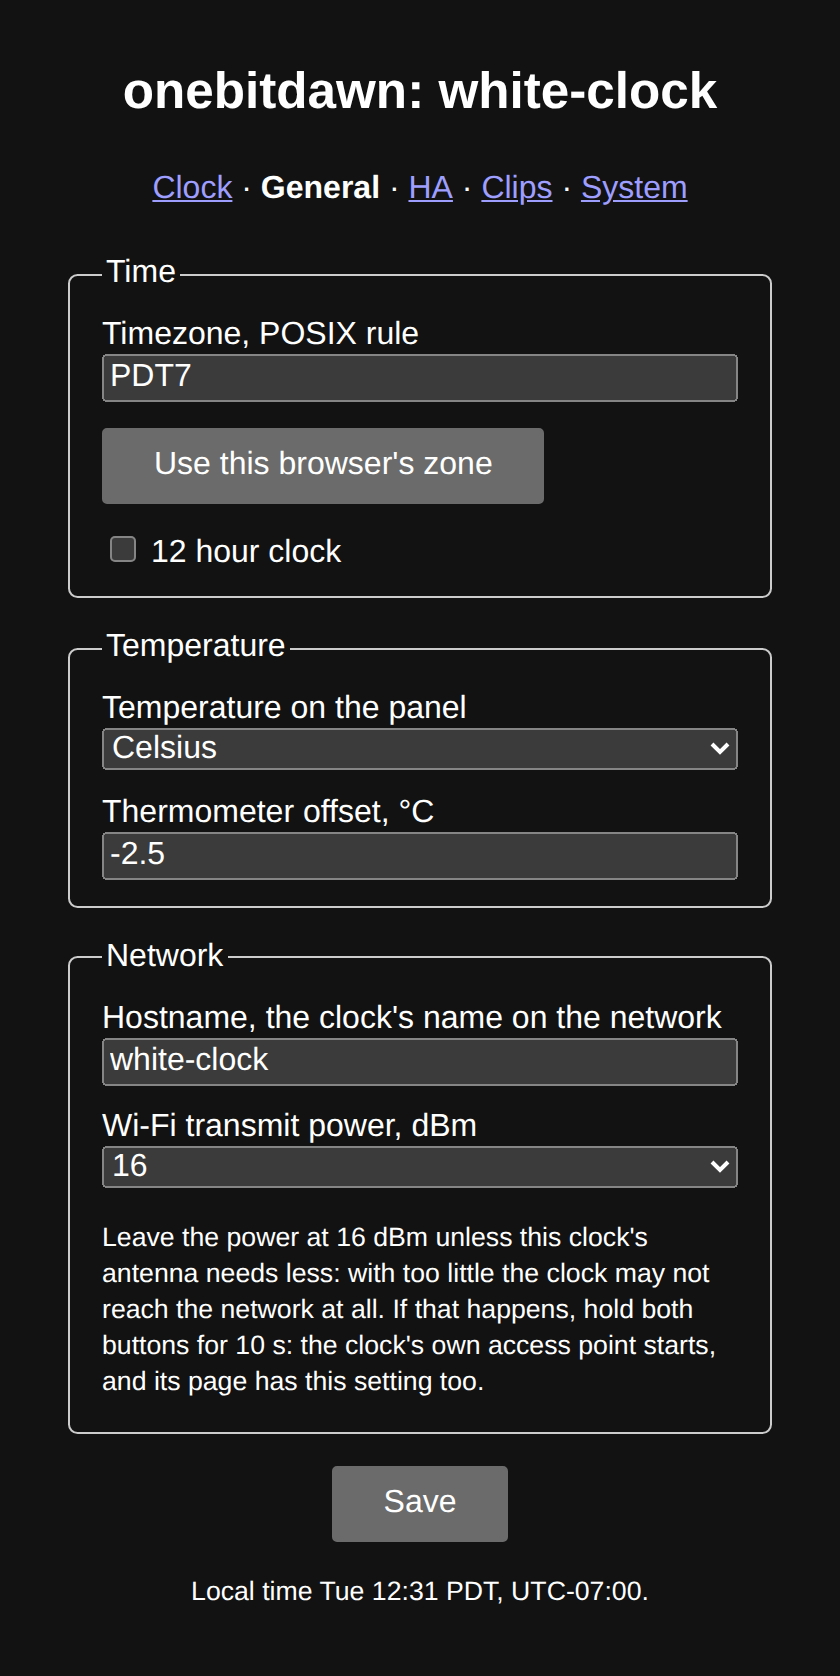 onebitdawn: white-clock
Clock · General · HA · Clips · System
Time
Timezone, POSIX rule
PDT7
Use this browser's zone
12 hour clock
Temperature
Temperature on the panel
Celsius
Thermometer offset, °C
-2.5
Network
Hostname, the clock's name on the network
white-clock
Wi-Fi transmit power, dBm
16
Leave the power at 16 dBm unless this clock's
antenna needs less: with too little the clock may not
reach the network at all. If that happens, hold both
buttons for 10 s: the clock's own access point starts,
and its page has this setting too.
Save
Local time Tue 12:31 PDT, UTC-07:00.